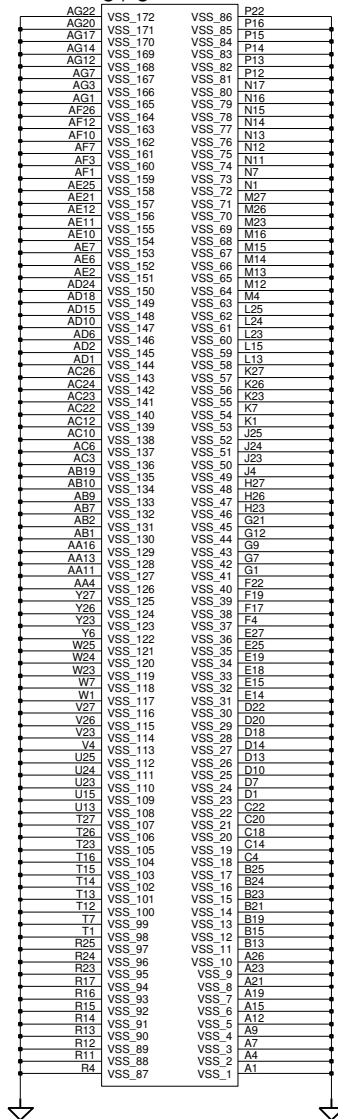 AG22 VSS_172 VSS_86 P22
AG20 VSS_171 VSS_85 P16
AG17 VSS_170 VSS_84 P15
AG14 VSS_169 VSS_83 P14
AG12 VSS_168 VSS_82 P13
AG7 VSS_167 VSS_81 P12
AG3 VSS_166 VSS_80 N17
AG1 VSS_165 VSS_79 N16
AF26 VSS_164 VSS_78 N15
AF12 VSS_163 VSS_77 N14
AF10 VSS_162 VSS_76 N13
AF7 VSS_161 VSS_75 N12
AF3 VSS_160 VSS_74 N11
AF1 VSS_159 VSS_73 N7
AE25 VSS_158 VSS_72 N1
AE21 VSS_157 VSS_71 M27
AE12 VSS_156 VSS_70 M26
AE11 VSS_155 VSS_69 M23
AE10 VSS_154 VSS_68 M16
AE7 VSS_153 VSS_67 M15
AE6 VSS_152 VSS_66 M14
AE2 VSS_151 VSS_65 M13
AD24 VSS_150 VSS_64 M12
AD18 VSS_149 VSS_63 M4
AD15 VSS_148 VSS_62 L25
AD10 VSS_147 VSS_61 L24
AD6 VSS_146 VSS_60 L23
AD2 VSS_145 VSS_59 L15
AD1 VSS_144 VSS_58 L13
AC26 VSS_143 VSS_57 K27
AC24 VSS_142 VSS_56 K26
AC23 VSS_141 VSS_55 K23
AC22 VSS_140 VSS_54 K7
AC12 VSS_139 VSS_53 K1
AC10 VSS_138 VSS_52 J25
AC6 VSS_137 VSS_51 J24
AC3 VSS_136 VSS_50 J23
AB19 VSS_135 VSS_49 J4
AB10 VSS_134 VSS_48 H27
AB9 VSS_133 VSS_47 H26
AB7 VSS_132 VSS_46 H23
AB2 VSS_131 VSS_45 G21
AB1 VSS_130 VSS_44 G12
AA16 VSS_129 VSS_43 G9
AA13 VSS_128 VSS_42 G7
AA11 VSS_127 VSS_41 G1
AA4 VSS_126 VSS_40 F22
Y27 VSS_125 VSS_39 F19
Y26 VSS_124 VSS_38 F17
Y23 VSS_123 VSS_37 F4
Y6 VSS_122 VSS_36 E27
W25 VSS_121 VSS_35 E25
W24 VSS_120 VSS_34 E19
W23 VSS_119 VSS_33 E18
W7 VSS_118 VSS_32 E15
W1 VSS_117 VSS_31 E14
V27 VSS_116 VSS_30 D22
V26 VSS_115 VSS_29 D20
V23 VSS_114 VSS_28 D18
V4 VSS_113 VSS_27 D14
U25 VSS_112 VSS_26 D13
U24 VSS_111 VSS_25 D10
U23 VSS_110 VSS_24 D7
U15 VSS_109 VSS_23 D1
U13 VSS_108 VSS_22 C22
T27 VSS_107 VSS_21 C20
T26 VSS_106 VSS_20 C18
T23 VSS_105 VSS_19 C14
T16 VSS_104 VSS_18 C4
T15 VSS_103 VSS_17 B25
T14 VSS_102 VSS_16 B24
T13 VSS_101 VSS_15 B23
T12 VSS_100 VSS_14 B21
T7 VSS_99 VSS_13 B19
T1 VSS_98 VSS_12 B15
R25 VSS_97 VSS_11 B13
R24 VSS_96 VSS_10 A26
R23 VSS_95 VSS_9 A23
R17 VSS_94 VSS_8 A21
R16 VSS_93 VSS_7 A19
R15 VSS_92 VSS_6 A15
R14 VSS_91 VSS_5 A12
R13 VSS_90 VSS_4 A9
R12 VSS_89 VSS_3 A7
R11 VSS_88 VSS_2 A4
R4 VSS_87 VSS_1 A1